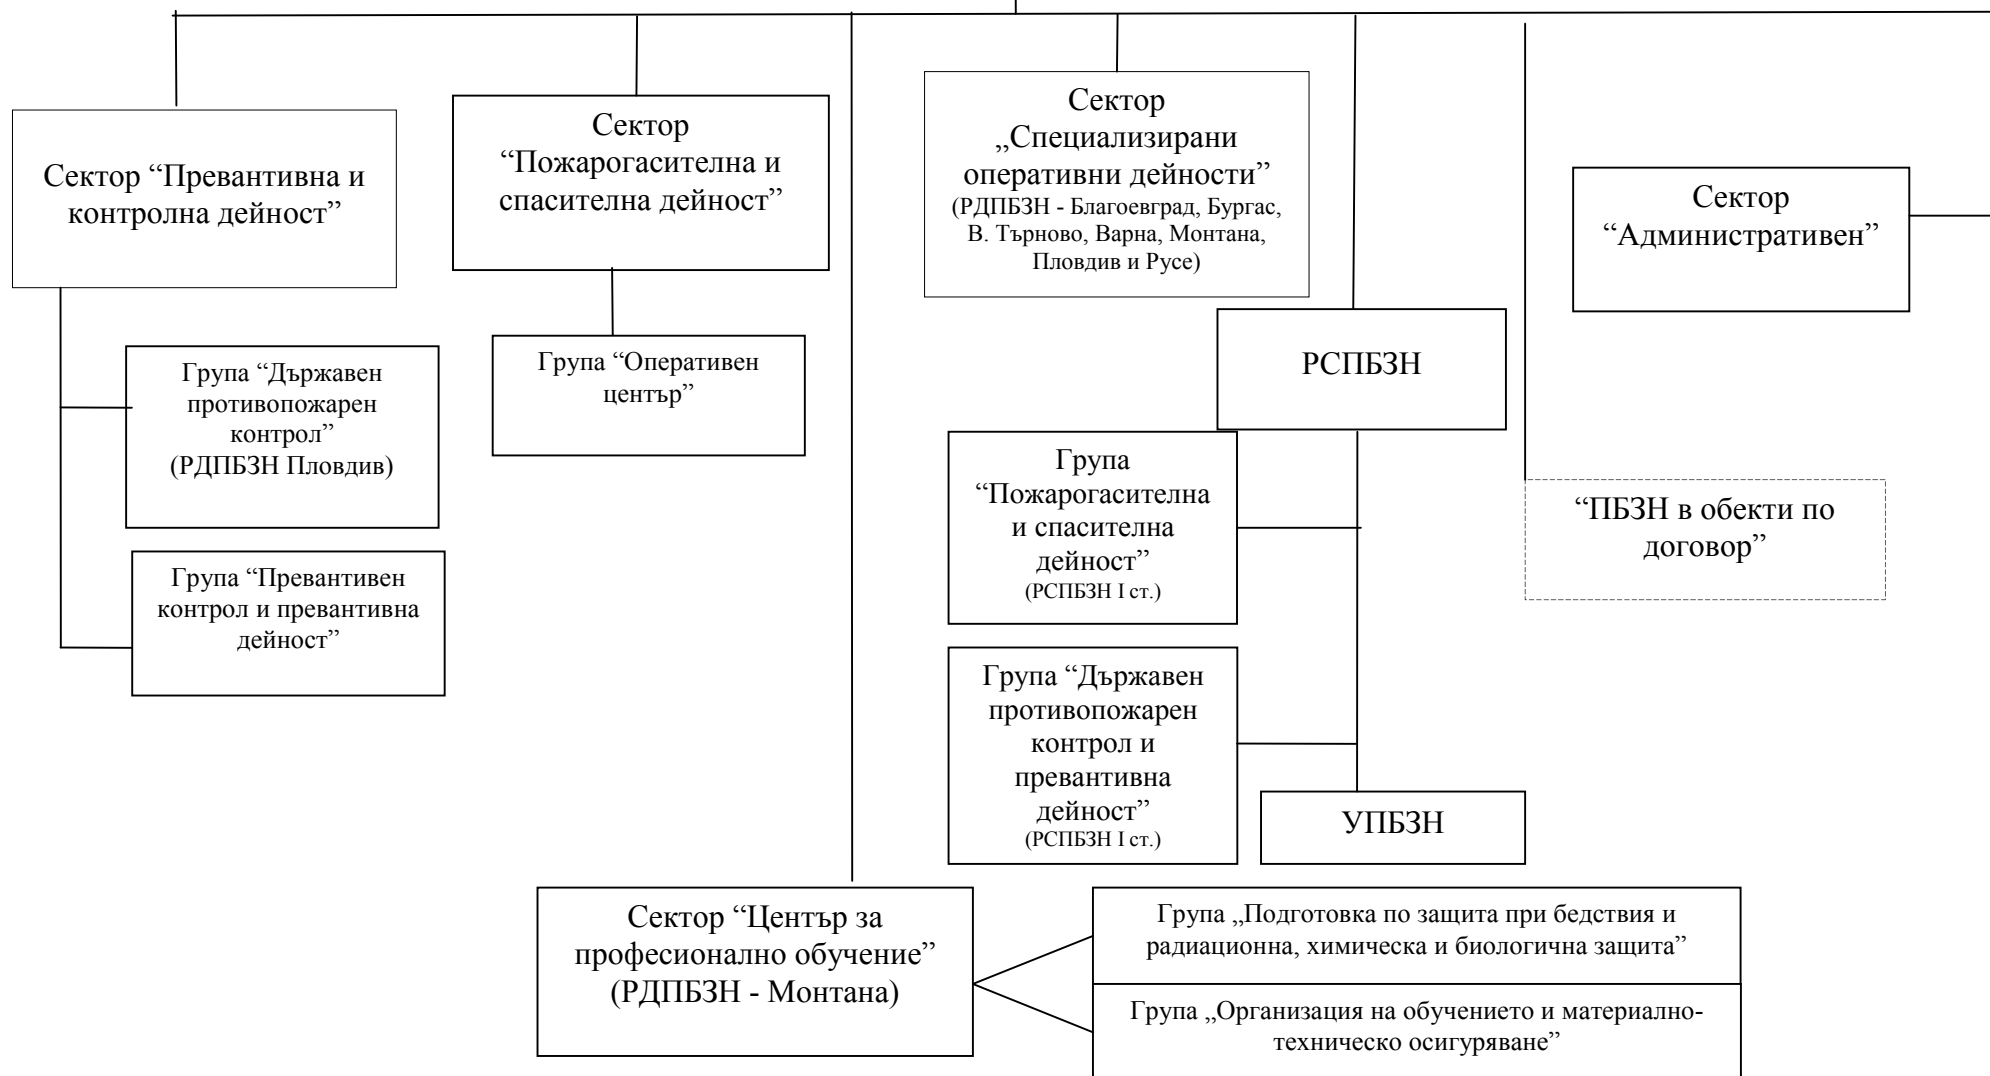 Сектор “Превантивна и
контролна дейност”
Сектор
“Пожарогасителна и
спасителна дейност”
Сектор
„Специализирани
оперативни дейности”
(РДПБЗН - Благоевград, Бургас,
В. Търново, Варна, Монтана,
Пловдив и Русе)
Сектор
“Административен”
Група “Държавен
противопожарен
контрол”
(РДПБЗН Пловдив)
Група “Превантивен
контрол и превантивна
дейност”
Група “Оперативен
център”
РСПБЗН
Група
“Пожарогасителна
и спасителна
дейност”
(РСПБЗН I ст.)
Група “Държавен
противопожарен
контрол и
превантивна
дейност”
(РСПБЗН I ст.)
УПБЗН
“ПБЗН в обекти по
договор”
Сектор “Център за
професионално обучение”
(РДПБЗН - Монтана)
Група „Подготовка по защита при бедствия и
радиационна, химическа и биологична защита”
Група „Организация на обучението и материално-
техническо осигуряване”